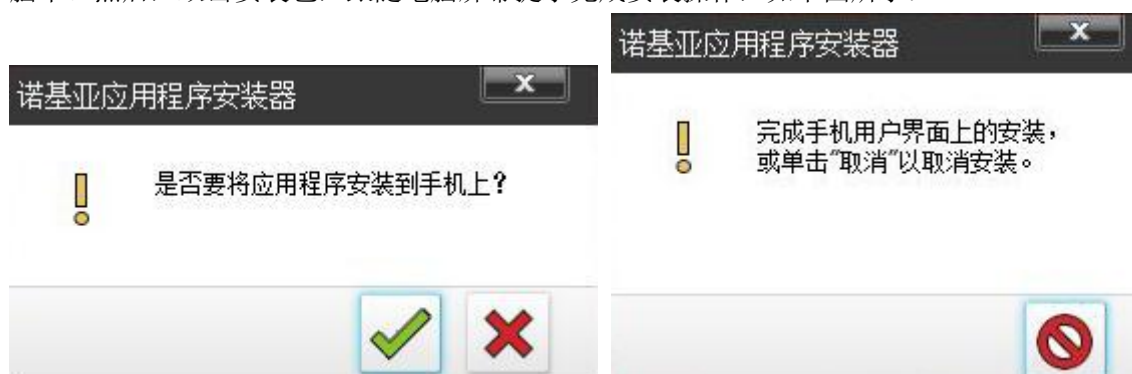 诺基亚应用程序安装器
是否要将应用程序安装到手机上?
诺基亚应用程序安装器
完成手机用户界面上的安装，
或单击"取消"以取消安装。